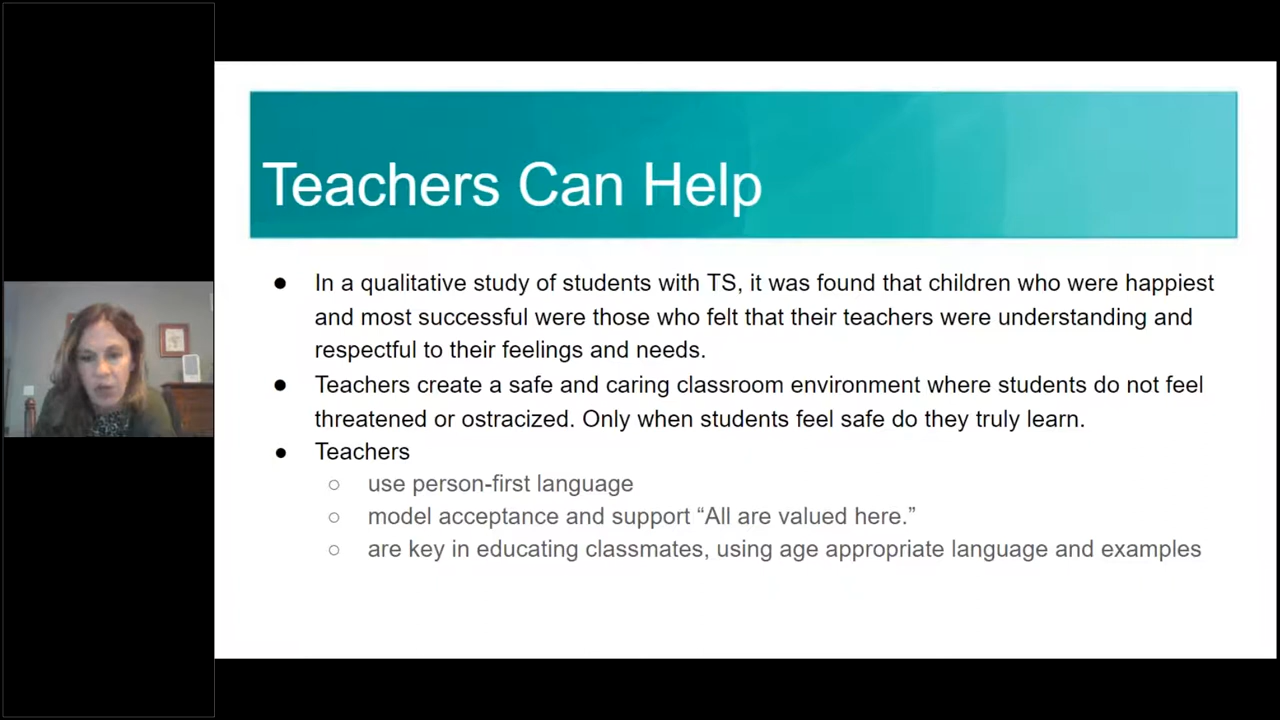 Teachers Can Help
● In a qualitative study of students with TS, it was found that children who were happiest
and most successful were those who felt that their teachers were understanding and
respectful to their feelings and needs.
● Teachers create a safe and caring classroom environment where students do not feel
threatened or ostracized. Only when students feel safe do they truly learn.
● Teachers
○ use person-first language
○ model acceptance and support “All are valued here.”
○ are key in educating classmates, using age appropriate language and examples